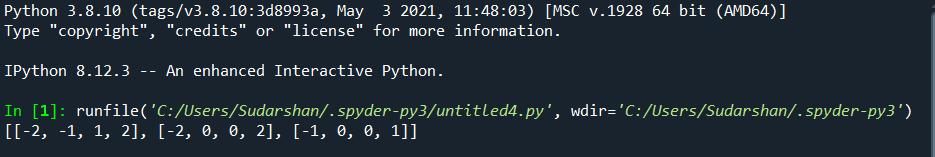 Python 3.8.10 (tags/v3.8.10:3d8993a, May  3 2021, 11:48:03) [MSC v.1928 64 bit (AMD64)]
Type "copyright", "credits" or "license" for more information.
IPython 8.12.3 -- An enhanced Interactive Python.
In [1]: runfile('C:/Users/Sudarshan/.spyder-py3/untitled4.py', wdir='C:/Users/Sudarshan/.spyder-py3')
[[-2, -1, 1, 2], [-2, 0, 0, 2], [-1, 0, 0, 1]]